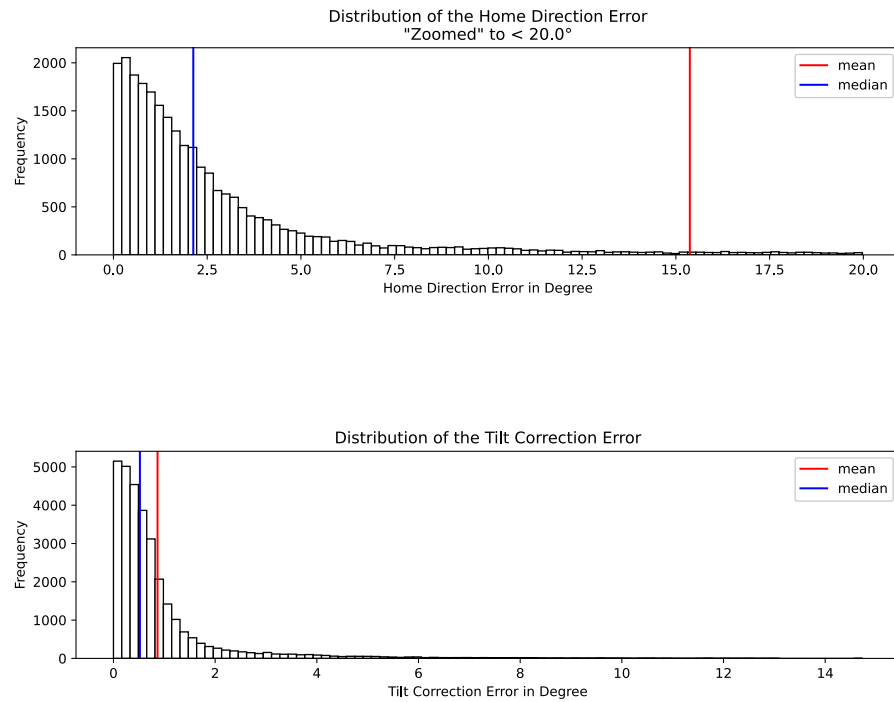 Distribution of the Home Direction Error
"Zoomed" to < 20.0°
mean
median
2000
1500
1000
500
0
Frequency
0.0 2.5 5.0 7.5 10.0 12.5 15.0 17.5 20.0
Home Direction Error in Degree
Distribution of the Tilt Correction Error
mean
median
5000
4000
3000
2000
1000
0
Frequency
0 2 4 6 8 10 12 14
Tilt Correction Error in Degree